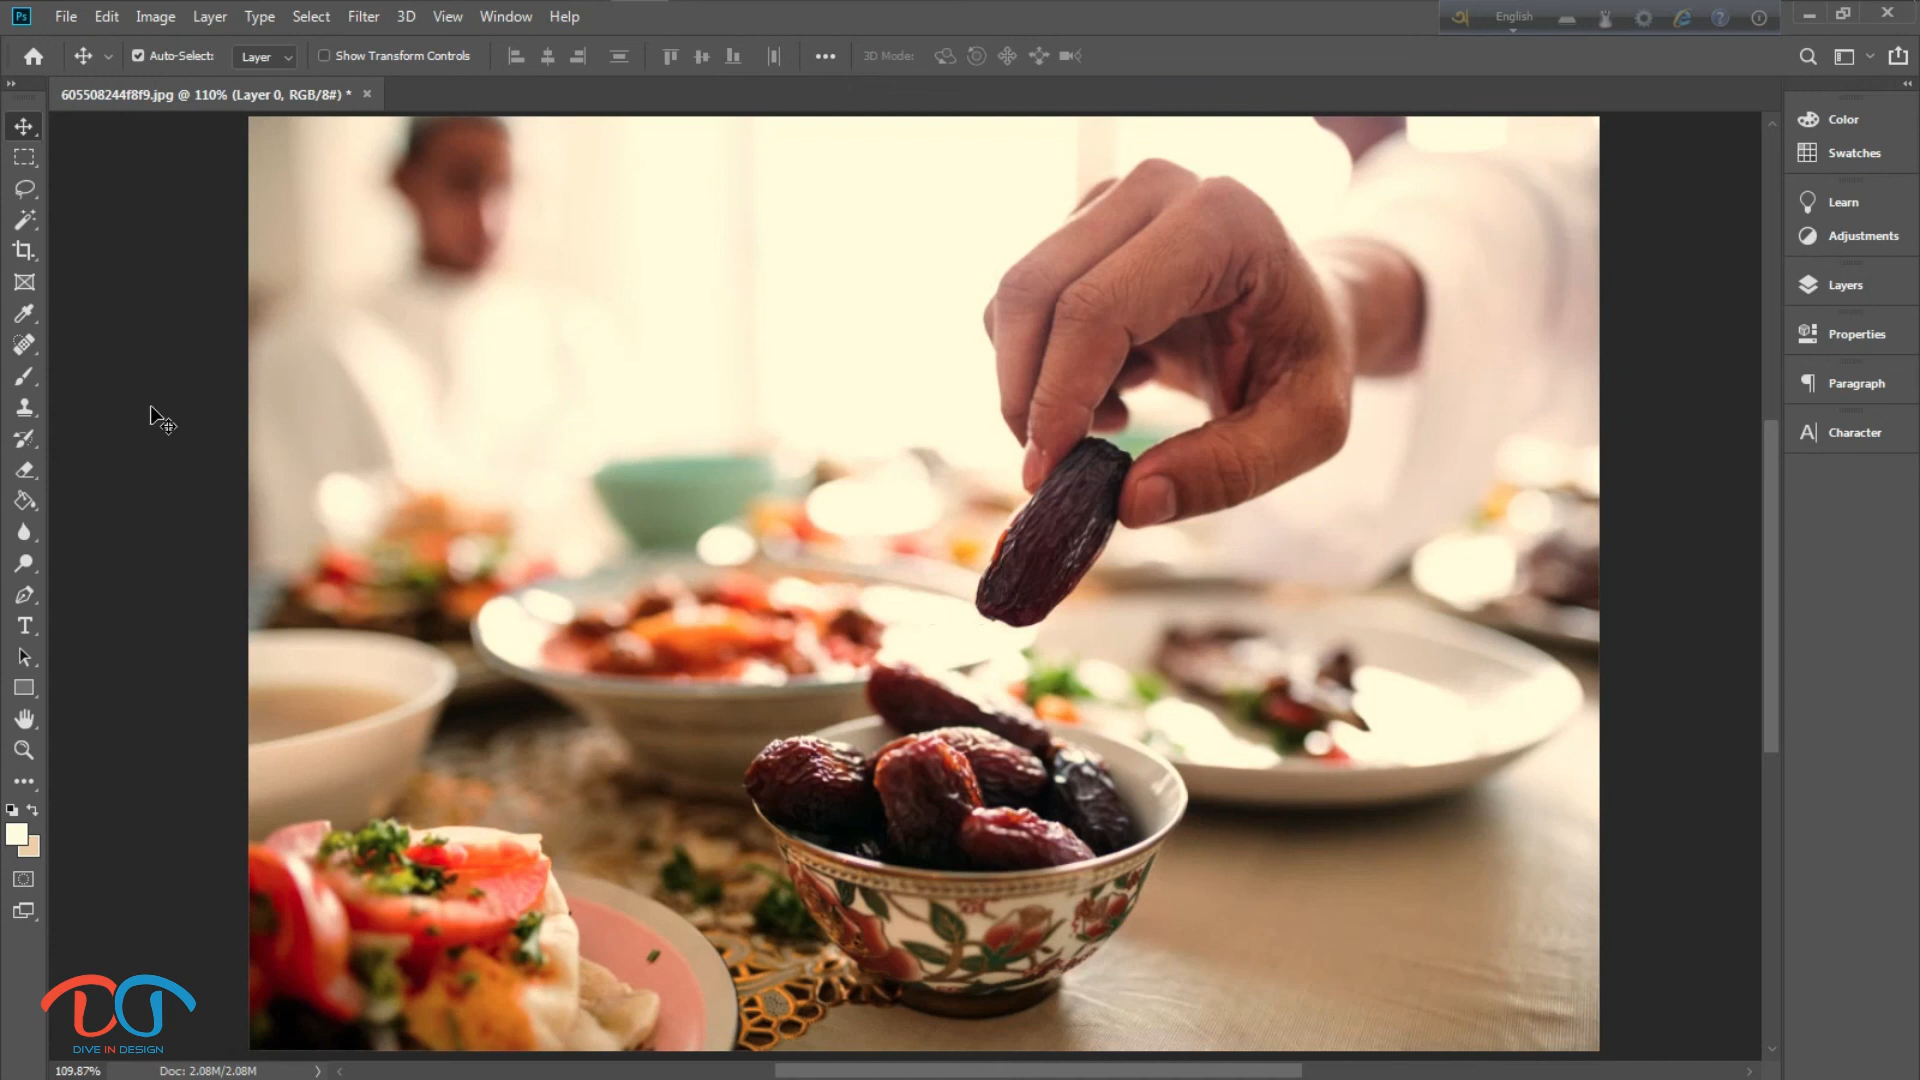 Ps File Edit Image Layer Type Select Filter 3D View Window Help
English
Auto-Select: Layer Show Transform Controls 3D Mode:
605508244f8f9.jpg @ 110% (Layer 0, RGB/8#) *
Color
Swatches
Learn
Adjustments
Layers
Properties
Paragraph
Character
DIVE IN DESIGN
109.87% Doc: 2.08M/2.08M